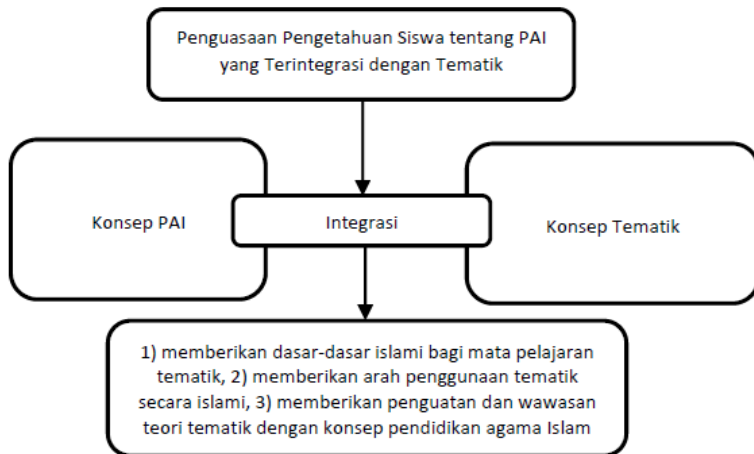 Penguasaan Pengetahuan Siswa tentang PAI
yang Terintegrasi dengan Tematik
Konsep PAI
Integrasi
Konsep Tematik
1) memberikan dasar-dasar islami bagi mata pelajaran
tematik, 2) memberikan arah penggunaan tematik
secara islami, 3) memberikan penguatan dan wawasan
teori tematik dengan konsep pendidikan agama Islam